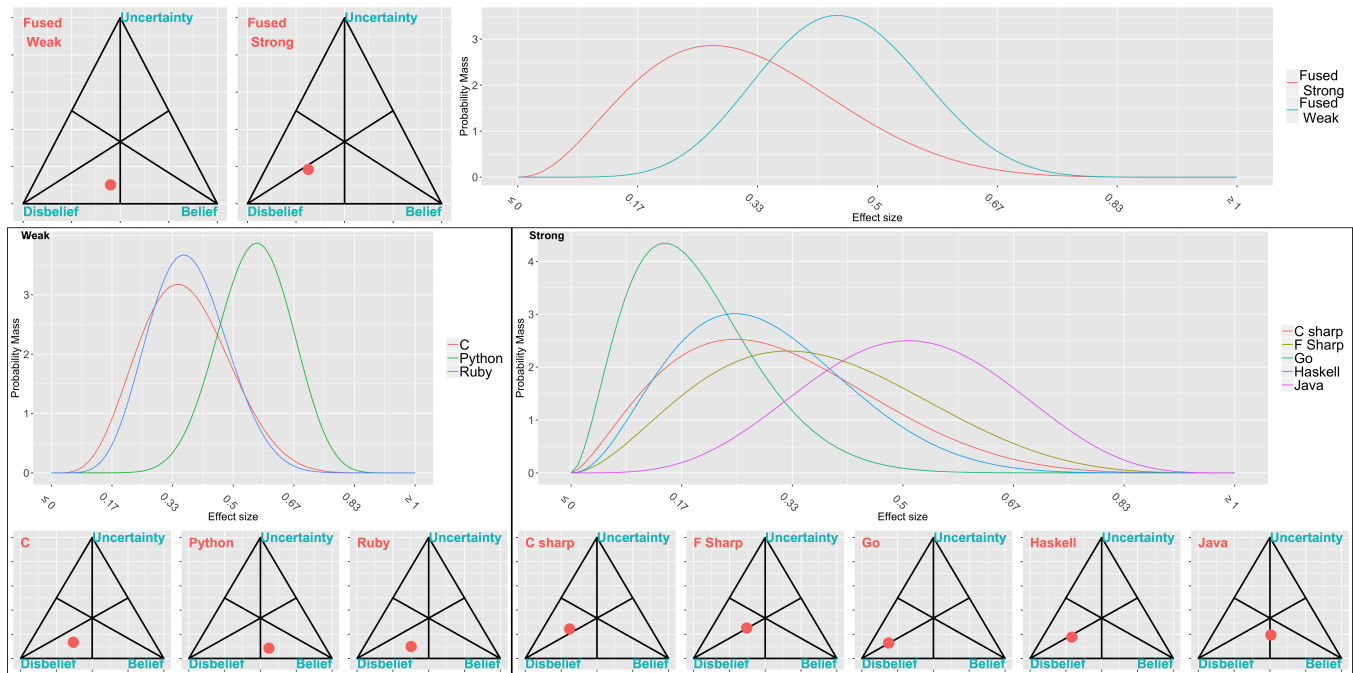 Fused
Weak
Uncertainty
Disbelief
Belief
Fused
Strong
Uncertainty
Disbelief
Belief
Probability Mass
3
2
1
0
≤ 0
0.17
0.33
0.5
0.67
0.83
≥ 1
Effect size
Fused
Strong
Fused
Weak
Weak
Probability Mass
3
2
1
0
≤ 0
0.17
0.33
0.5
0.67
0.83
≥ 1
Effect size
C
Python
Ruby
C
Uncertainty
Disbelief
Belief
Python
Uncertainty
Disbelief
Belief
Ruby
Uncertainty
Disbelief
Belief
Strong
Probability Mass
4
3
2
1
0
≤ 0
0.17
0.33
0.5
0.67
0.83
≥ 1
Effect size
C sharp
F Sharp
Go
Haskell
Java
C sharp
Uncertainty
Disbelief
Belief
F Sharp
Uncertainty
Disbelief
Belief
Go
Uncertainty
Disbelief
Belief
Haskell
Uncertainty
Disbelief
Belief
Java
Uncertainty
Disbelief
Belief